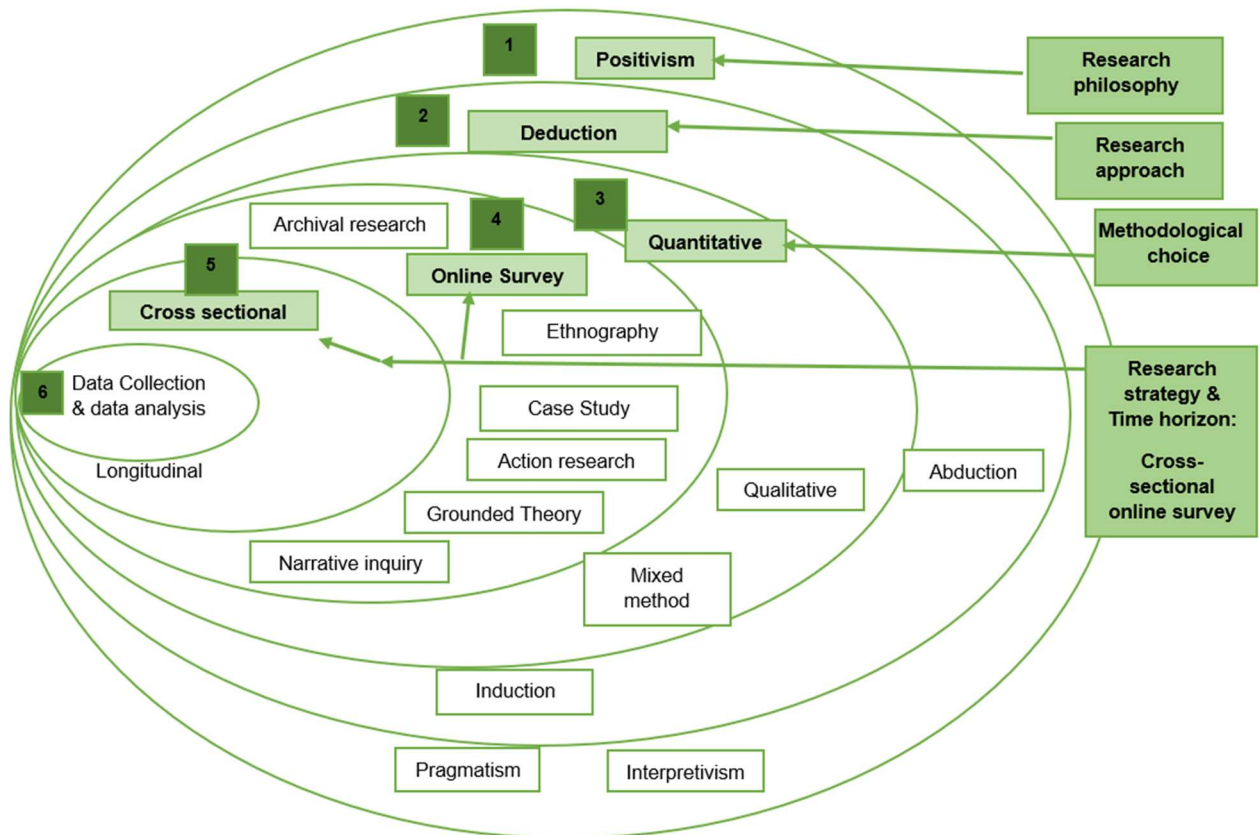 1
Positivism
Research
philosophy
2
Deduction
Research
approach
3
Quantitative
Methodological
choice
Archival research
4
Online Survey
5
Cross sectional
Ethnography
Research
strategy &
Time horizon:
Cross-
sectional
online survey
6
Data Collection
& data analysis
Case Study
Longitudinal
Action research
Qualitative
Abduction
Grounded Theory
Narrative inquiry
Mixed
method
Induction
Pragmatism
Interpretivism